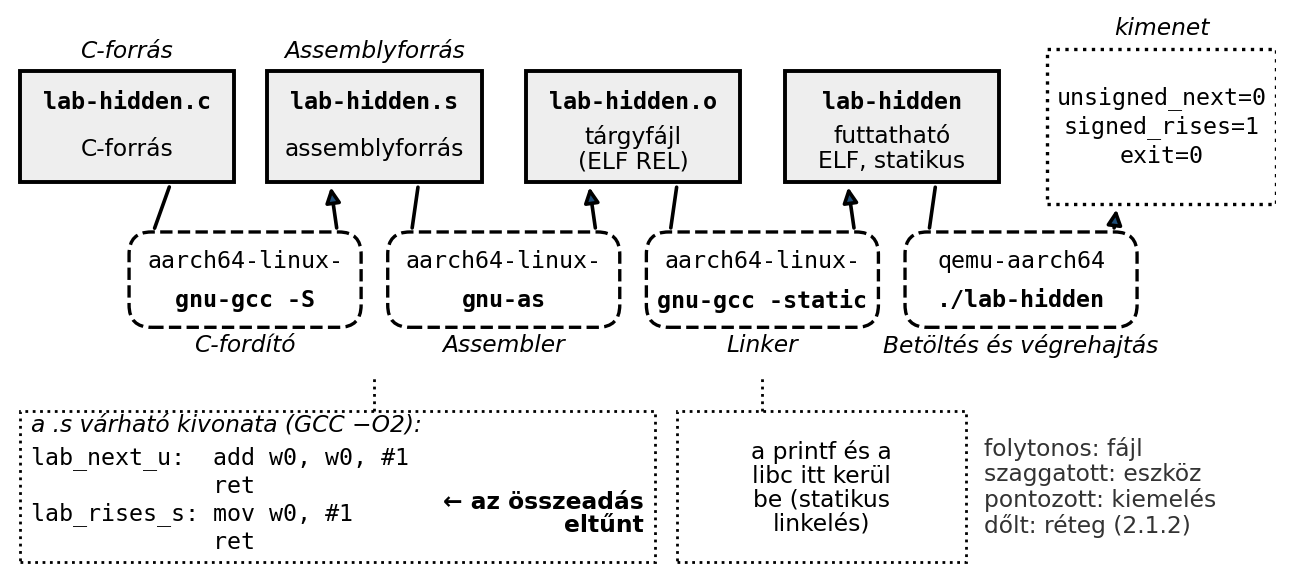 kimenet
C-forrás
Assemblyforrás
lab-hidden.c
C-forrás
lab-hidden.s
assemblyforrás
lab-hidden.o
tárgyfájl
(ELF REL)
lab-hidden
futtatható
ELF, statikus
unsigned_next=0
signed_rises=1
exit=0
aarch64-linux-
gnu-gcc -S
C-fordító
aarch64-linux-
gnu-as
Assembler
aarch64-linux-
gnu-gcc -static
Linker
qemu-aarch64
./lab-hidden
Betöltés és végrehajtás
a .s várható kivonata (GCC −O2):
lab_next_u: add w0, w0, #1
ret
lab_rises_s: mov w0, #1
ret
← az összeadás
eltűnt
a printf és a
libc itt kerül
be (statikus
linkelés)
folytonos: fájl
szaggatott: eszköz
pontozott: kiemelés
dőlt: réteg (2.1.2)